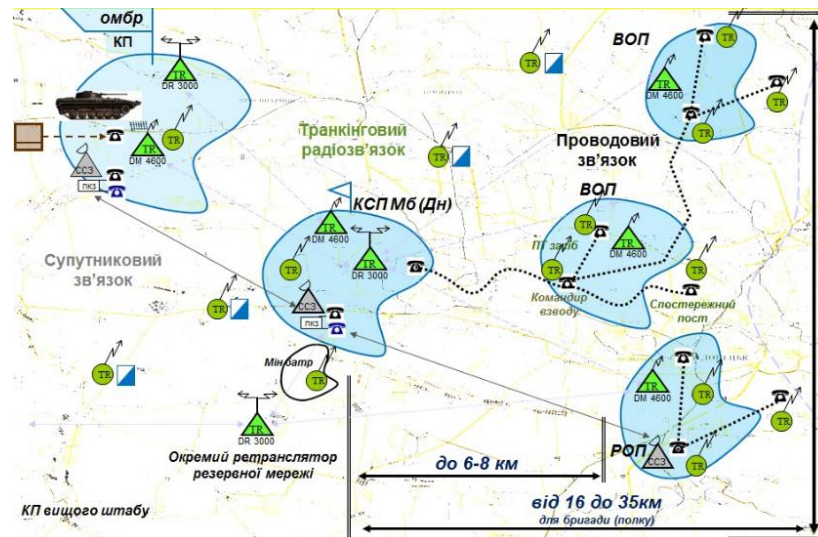 омбр
КП
TR
DR 3000
TR
DM 4600
TR
ССЗ
ПКЗ
Транкінговий
радіозв'язок
TR
TR
ВОП
TR
TR
DM 4600
TR
TR
Проводовий
зв'язок
ВОП
TR
ПТ засіб
TR
DM 4600
TR
Командир
взводу
TR
Спостережний
пост
КСП Мб (Дн)
TR
DM 4600
TR
TR
DR 3000
ССЗ
ПКЗ
Супутниковий
зв'язок
TR
TR
Мінбатр
TR
TR
DR 3000
Окремий ретранслятор
резервної мережі
TR
DM 4600
TR
TR
TR
РОП
ССЗ
до 6-8 км
від 16 до 35км
для бригади (полку)
КП вищого штабу